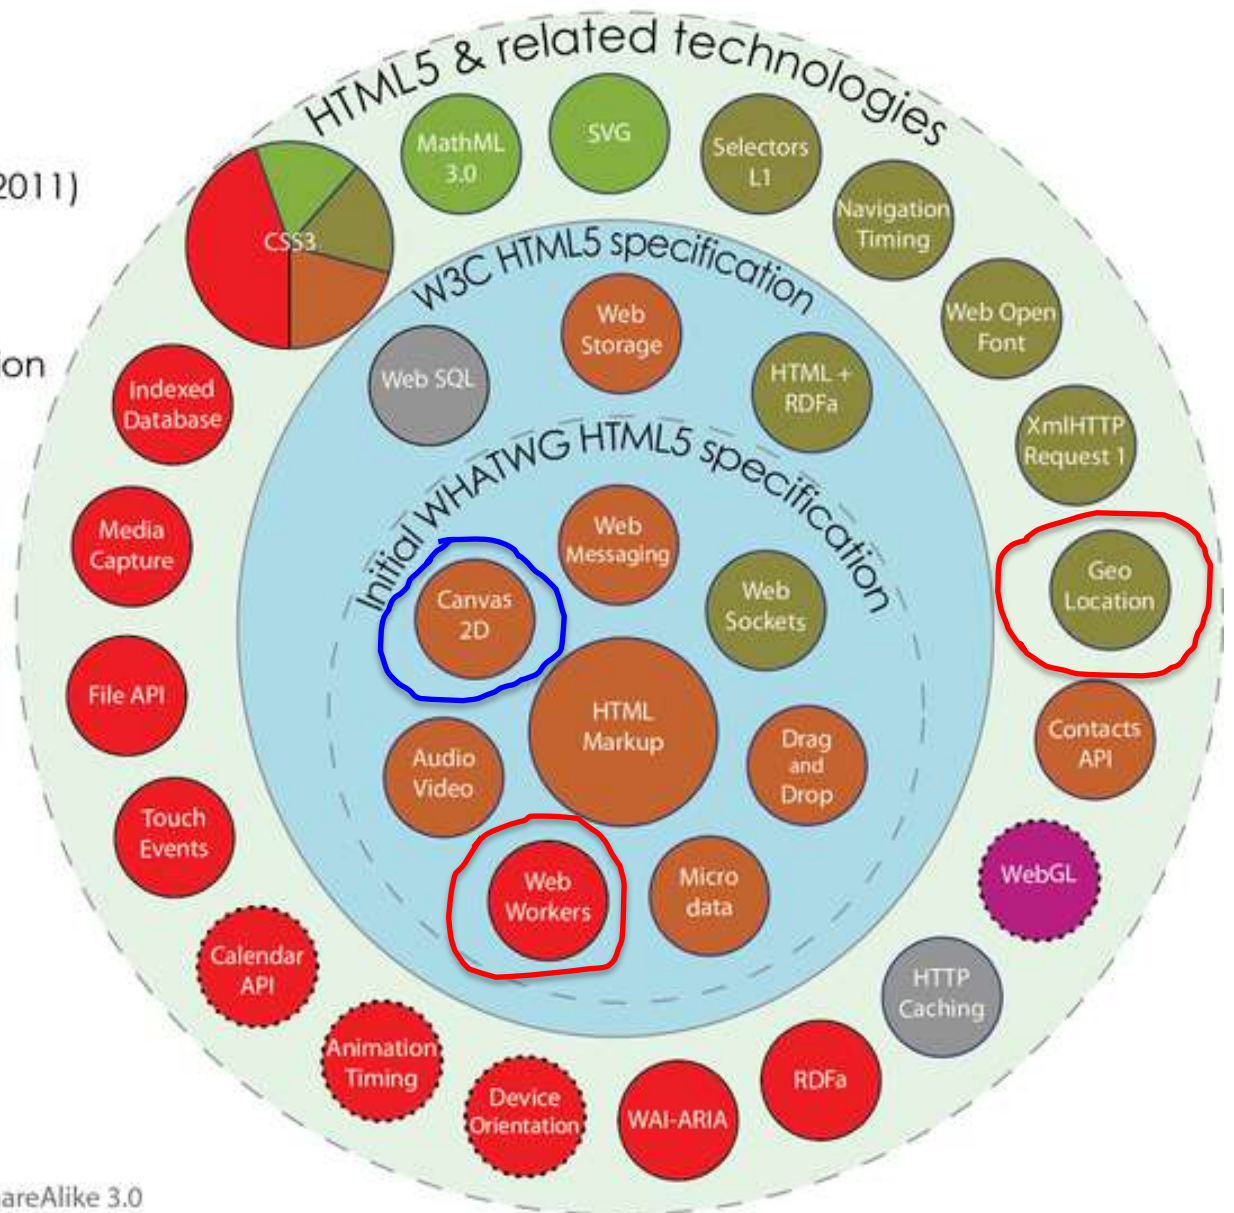 HTML5 & related technologies
MathML
3.0
SVG
Selectors
L1
2011)
CSS3
Navigation
Timing
W3C HTML5 specification
Web
Storage
Web Open
Font
ion
Web SQL
HTML +
RDFa
Indexed
Database
XmlHTTP
Request 1
Initial WHATWG HTML5 specification
Media
Capture
Web
Messaging
Canvas
2D
Web
Sockets
Geo
Location
File API
HTML
Markup
Contacts
API
Audio
Video
Drag
and
Drop
Touch
Events
Web
Workers
Micro
data
WebGL
Calendar
API
HTTP
Caching
Animation
Timing
Device
Orientation
WAI-ARIA
RDFa
areAlike 3.0